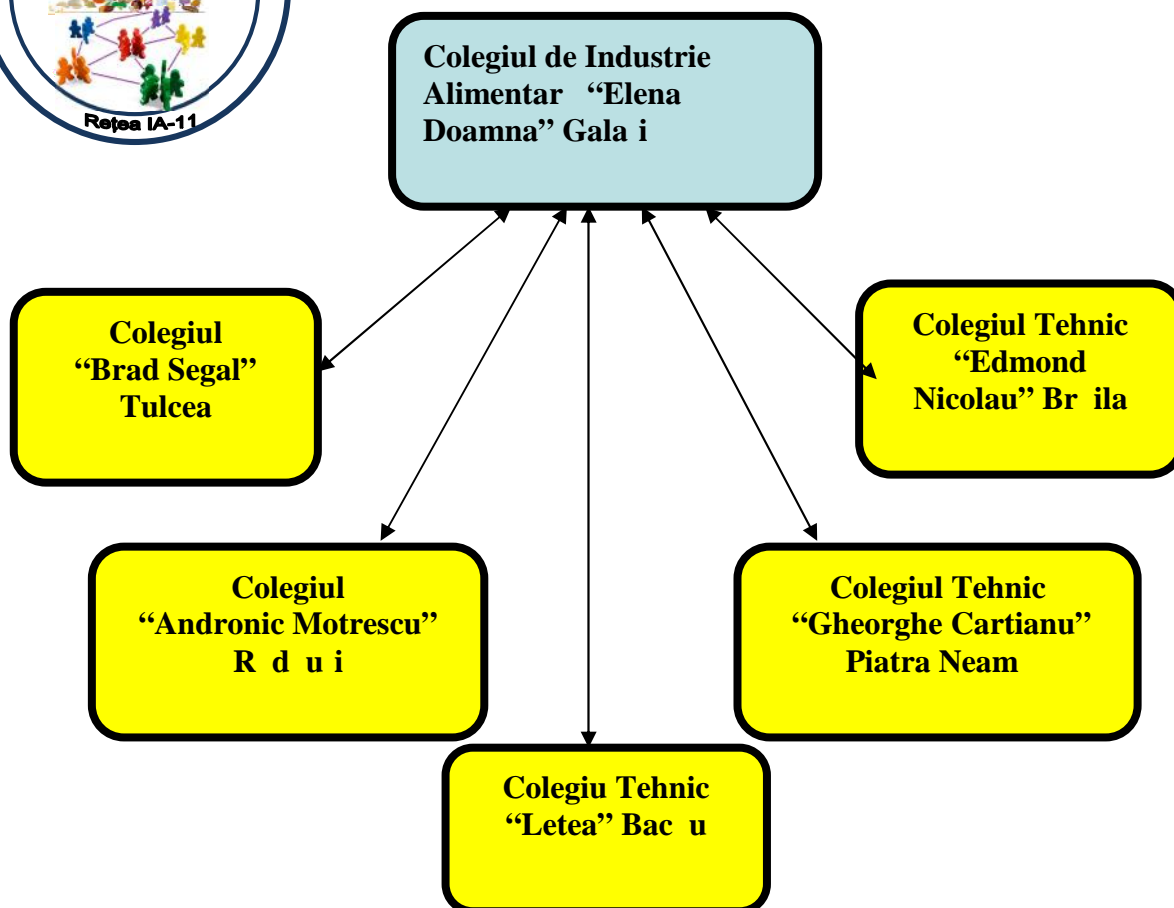 Rețea IA-11
Colegiul de Industrie
Alimentar “Elena
Doamna” Gala i
Colegiul
“Brad Segal”
Tulcea
Colegiul Tehnic
“Edmond
Nicolau” Br ila
Colegiul
“Andronic Motrescu”
R d u i
Colegiul Tehnic
“Gheorghe Cartianu”
Piatra Neam
Colegiu Tehnic
“Letea” Bac u